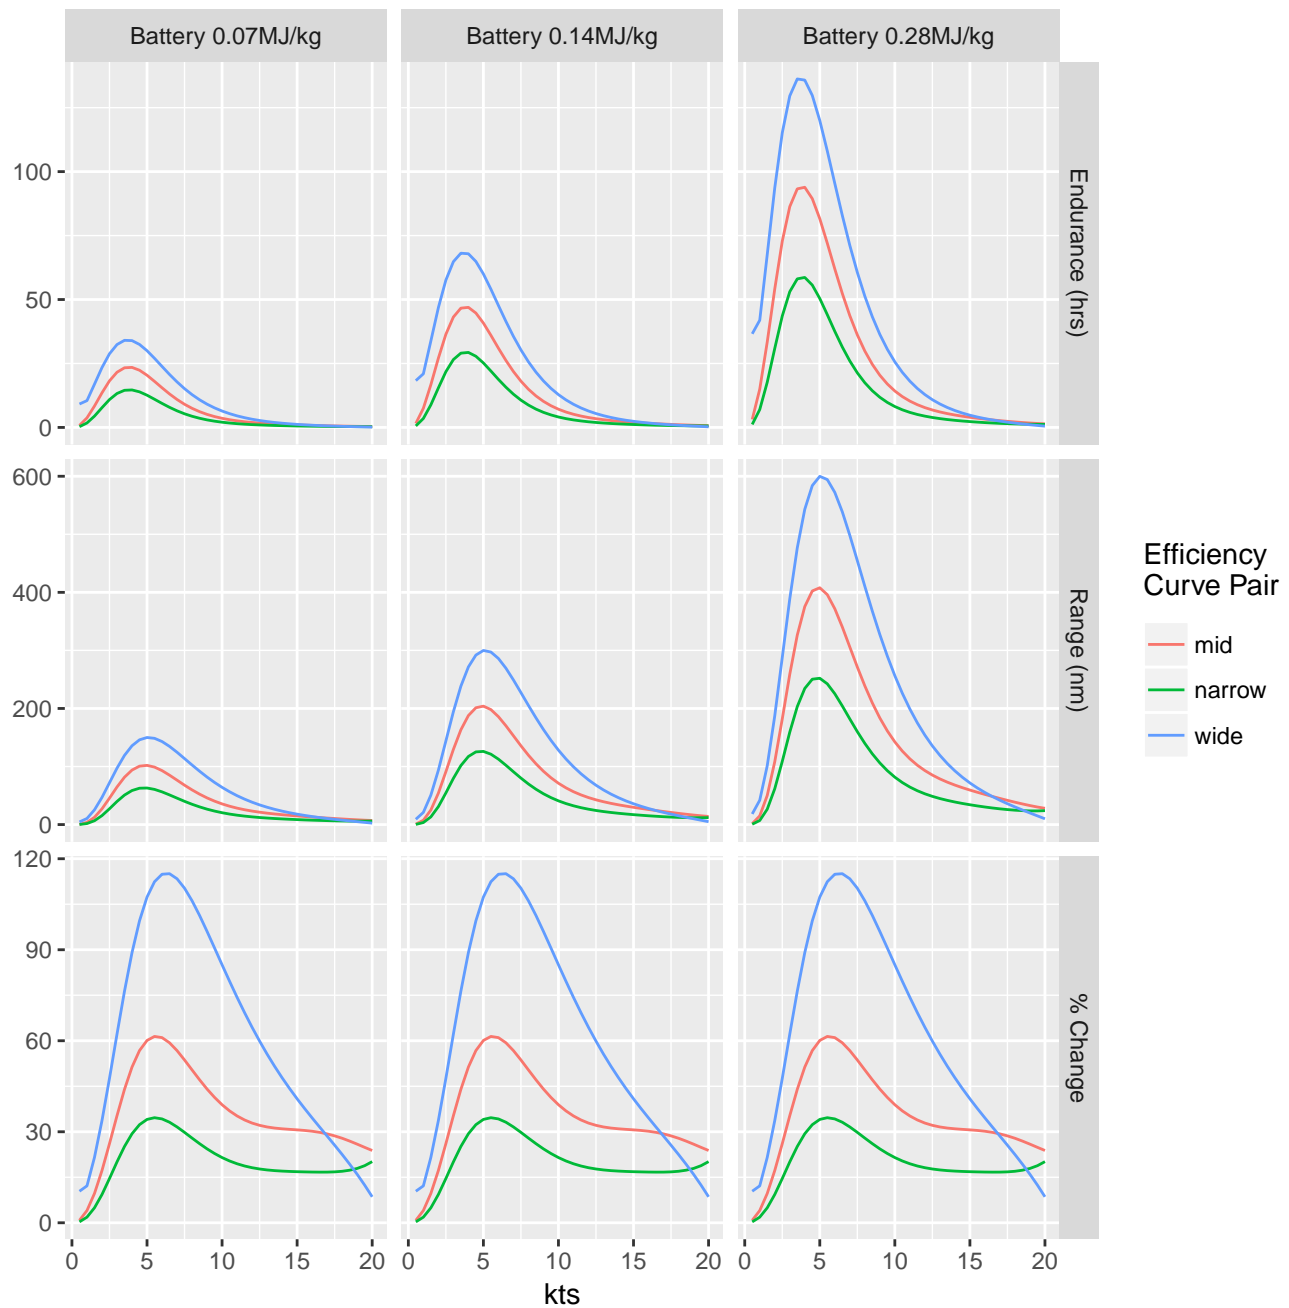 Battery 0.07MJ/kg
Battery 0.14MJ/kg
Battery 0.28MJ/kg
100
50
0
Endurance (hrs)
600
400
200
0
Range (nm)
120
90
60
30
0
% Change
0 5 10 15 20
0 5 10 15 20
0 5 10 15 20
kts
Efficiency
Curve Pair
mid
narrow
wide